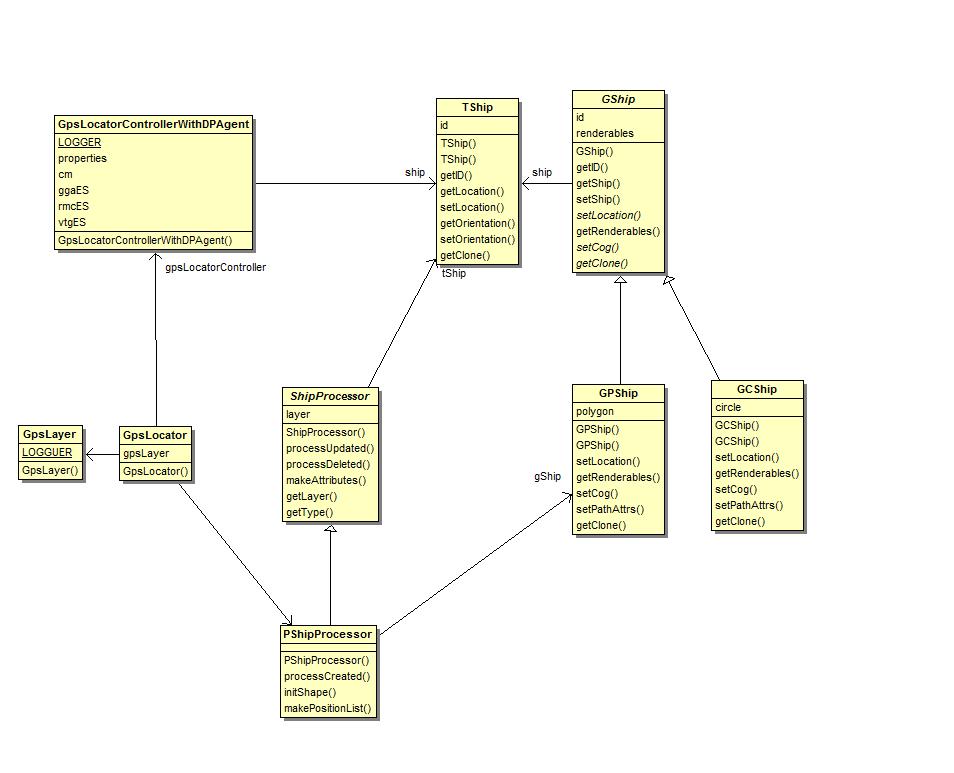 GpsLocatorControllerWithDPAgent
LOGGER
properties
cm
ggaES
rmcES
vtgES
GpsLocatorControllerWithDPAgent()
ship
TShip
id
TShip()
TShip()
getID()
getLocation()
setLocation()
getOrientation()
setOrientation()
getClone()
ship
GShip
id
renderables
GShip()
getID()
getShip()
setShip()
setLocation()
getRenderables()
setCog()
getClone()
gpsLocatorController
tShip
GpsLayer
LOGGUER
GpsLayer()
GpsLocator
gpsLayer
GpsLocator()
ShipProcessor
layer
ShipProcessor()
processUpdated()
processDeleted()
makeAttributes()
getLayer()
getType()
gShip
GPShip
polygon
GPShip()
GPShip()
setLocation()
getRenderables()
setCog()
setPathAttrs()
getClone()
GCShip
circle
GCShip()
GCShip()
setLocation()
getRenderables()
setCog()
setPathAttrs()
getClone()
PShipProcessor
PShipProcessor()
processCreated()
initShape()
makePositionList()